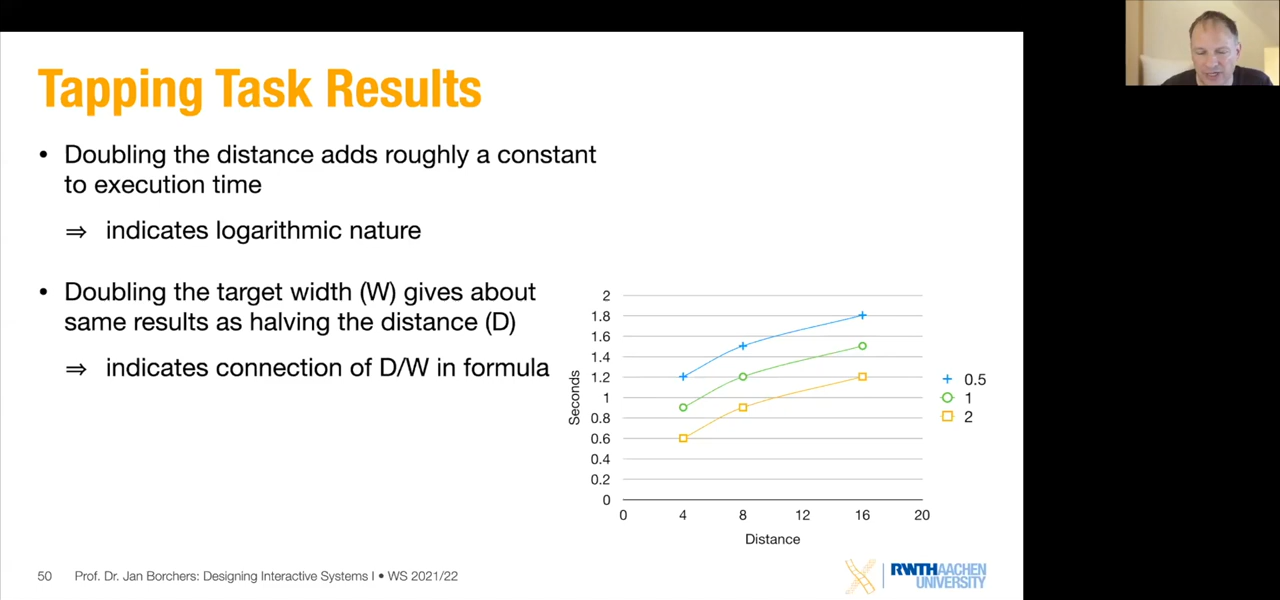 Tapping Task Results
• Doubling the distance adds roughly a constant
to execution time
⇒ indicates logarithmic nature
• Doubling the target width (W) gives about
same results as halving the distance (D)
⇒ indicates connection of D/W in formula
2
1.8
1.6
1.4
1.2
1
0.8
0.6
0.4
0.2
0
Seconds
0 4 8 12 16 20
Distance
0.5
1
2
50 Prof. Dr. Jan Borchers: Designing Interactive Systems I • WS 2021/22
RWTHAACHEN
UNIVERSITY